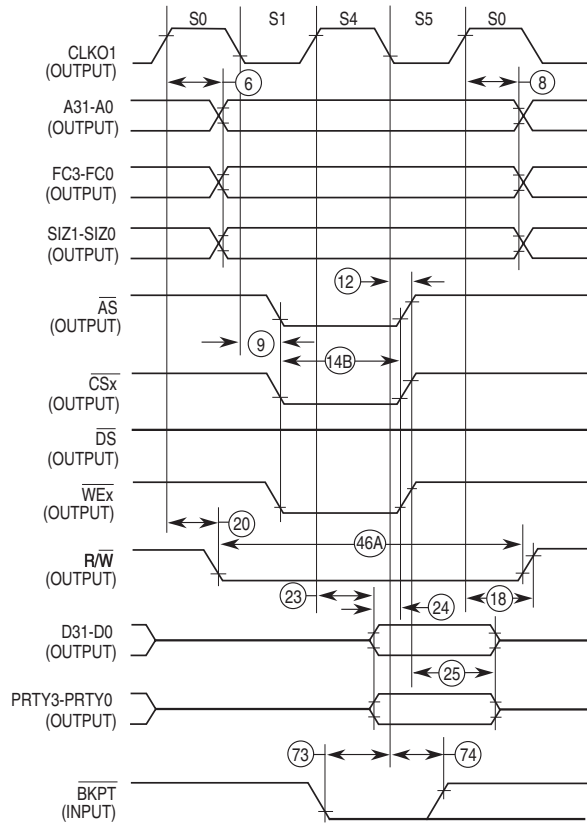 S0 S1 S4 S5 S0
CLKO1
(OUTPUT)
6 8
A31-A0
(OUTPUT)
FC3-FC0
(OUTPUT)
SIZ1-SIZ0
(OUTPUT)
12
AS
(OUTPUT)
9
14B
CSx
(OUTPUT)
DS
(OUTPUT)
WEx
(OUTPUT)
20
46A
R/W
(OUTPUT)
23 24 18
D31-D0
(OUTPUT)
25
PRTY3-PRTY0
(OUTPUT)
73 74
BKPT
(INPUT)